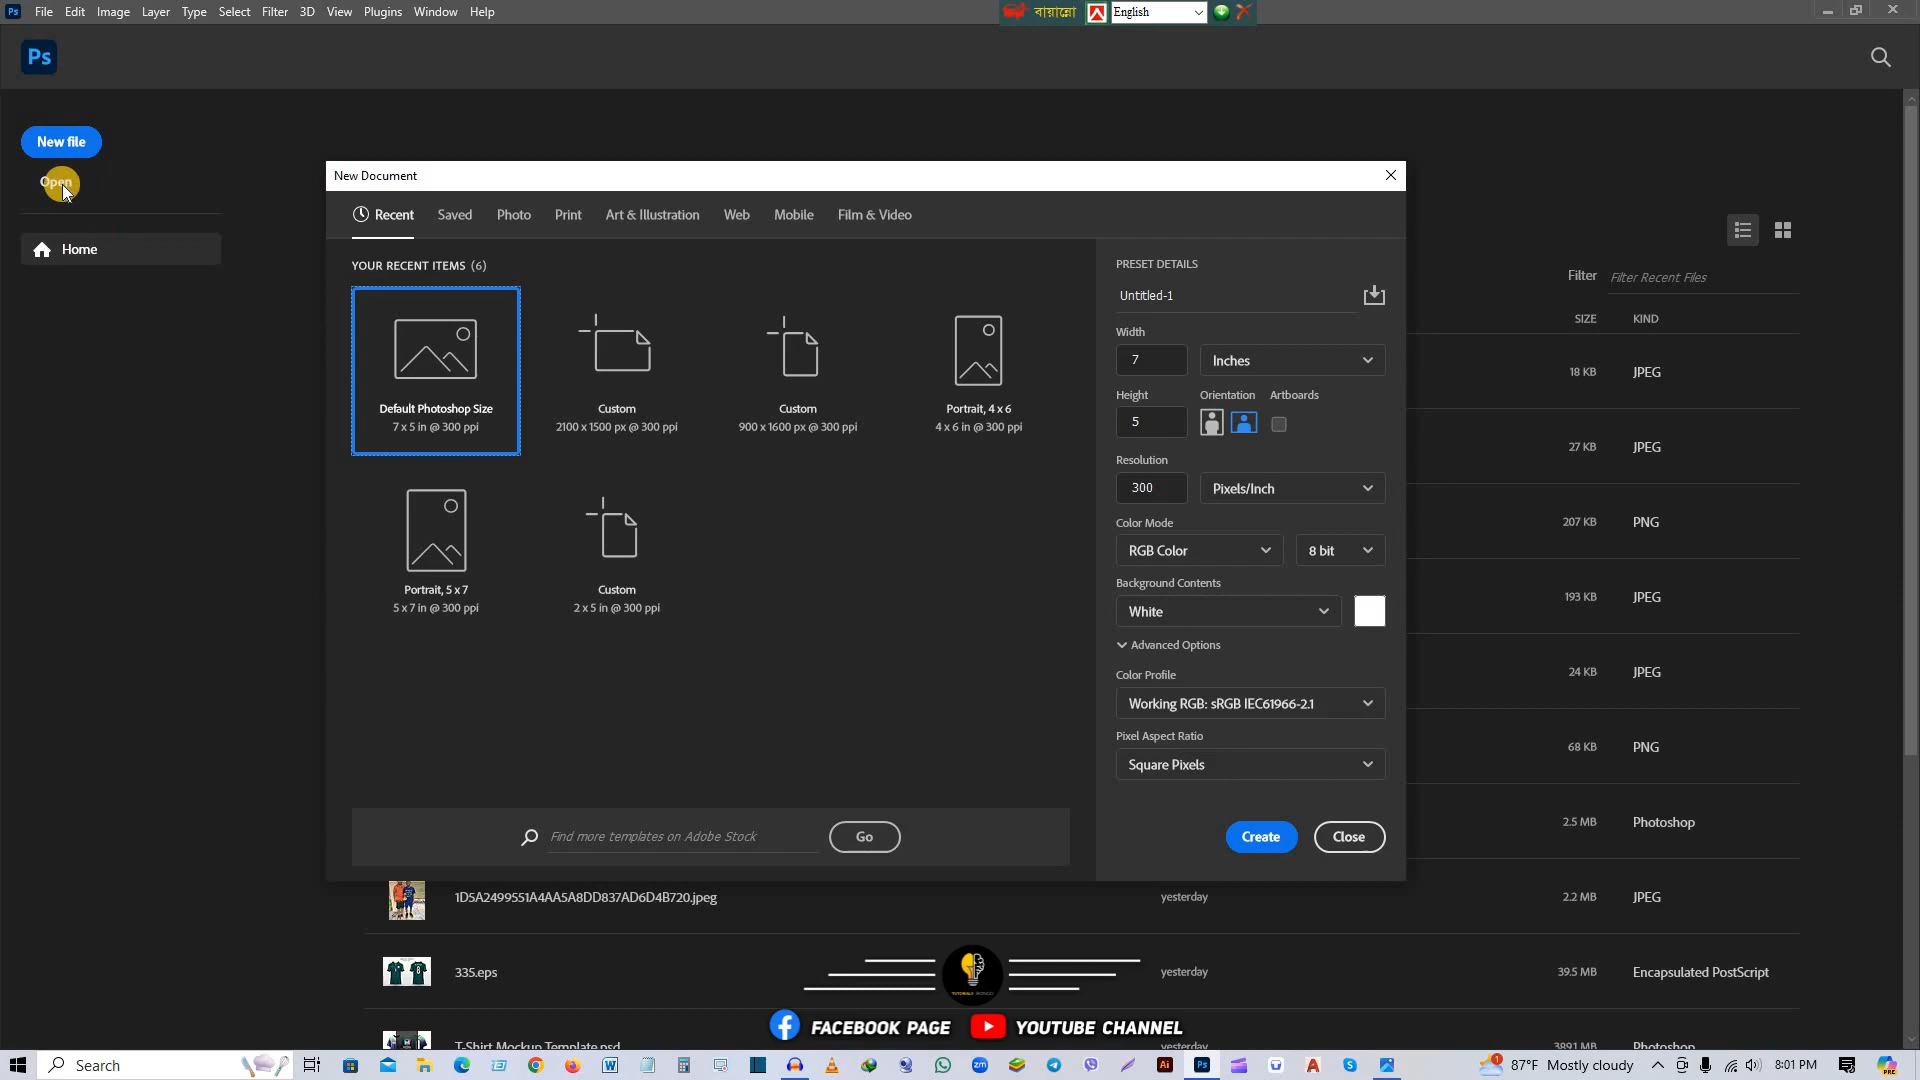 Ps File Edit Image Layer Type Select Filter 3D View Plugins Window Help
বায়ান্নো English
Ps
New file
Open
Home
New Document
Recent Saved Photo Print Art & Illustration Web Mobile Film & Video
YOUR RECENT ITEMS (6)
Default Photoshop Size
7 x 5 in @ 300 ppi
Custom
2100 x 1500 px @ 300 ppi
Custom
900 x 1600 px @ 300 ppi
Portrait, 4 x 6
4 x 6 in @ 300 ppi
Portrait, 5 x 7
5 x 7 in @ 300 ppi
Custom
2 x 5 in @ 300 ppi
Find more templates on Adobe Stock Go
PRESET DETAILS
Untitled-1
Width
7 Inches
Height Orientation Artboards
5
Resolution
300 Pixels/Inch
Color Mode
RGB Color 8 bit
Background Contents
White
Advanced Options
Color Profile
Working RGB: sRGB IEC61966-2.1
Pixel Aspect Ratio
Square Pixels
Create Close
Filter Filter Recent Files
SIZE KIND
18 KB JPEG
27 KB JPEG
207 KB PNG
193 KB JPEG
24 KB JPEG
68 KB PNG
2.5 MB Photoshop
1D5A2499551A4AA5A8DD837AD6D4B720.jpeg yesterday 2.2 MB JPEG
335.eps yesterday 39.5 MB Encapsulated PostScript
T-Shirt Mockup Template.psd 389.1 MB Photoshop
FACEBOOK PAGE YOUTUBE CHANNEL
Search 87°F Mostly cloudy 8:01 PM